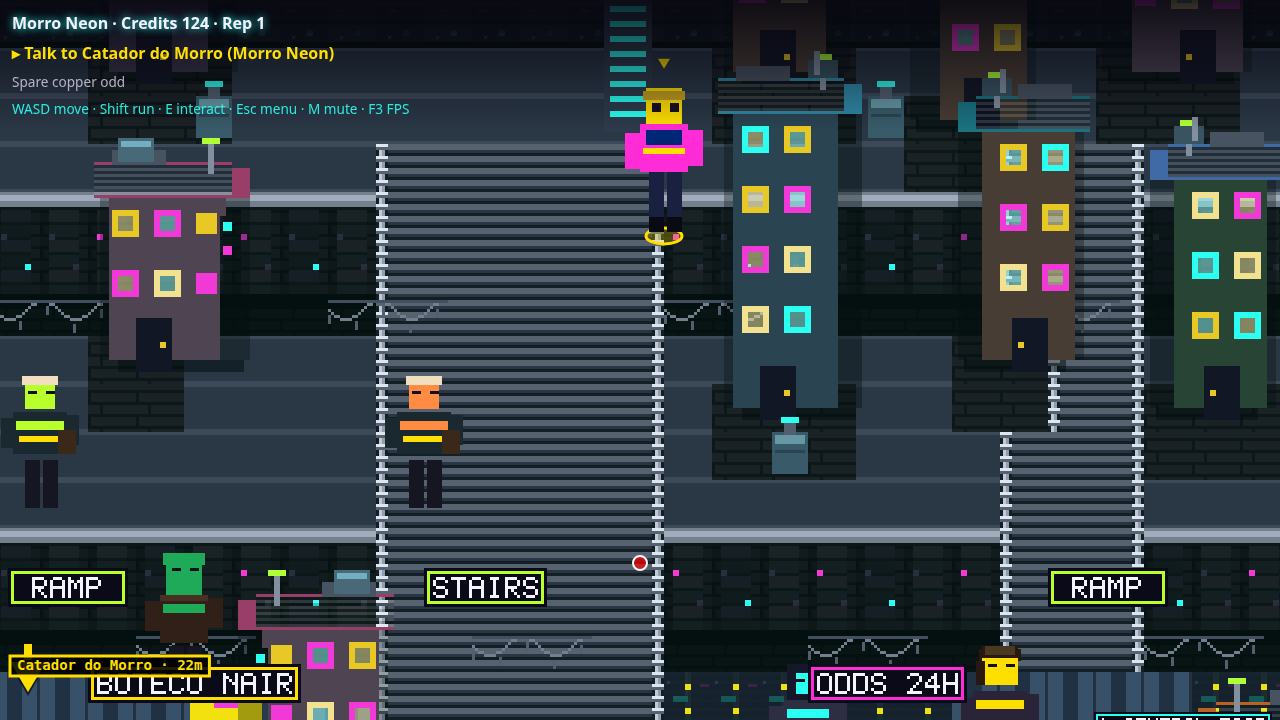 Morro Neon · Credits 124 · Rep 1
▸ Talk to Catador do Morro (Morro Neon)
Spare copper odd
WASD move · Shift run · E interact · Esc menu · M mute · F3 FPS
RAMP
STAIRS
RAMP
Catador do Morro · 22m
BOTECO NAIR
ODDS 24H